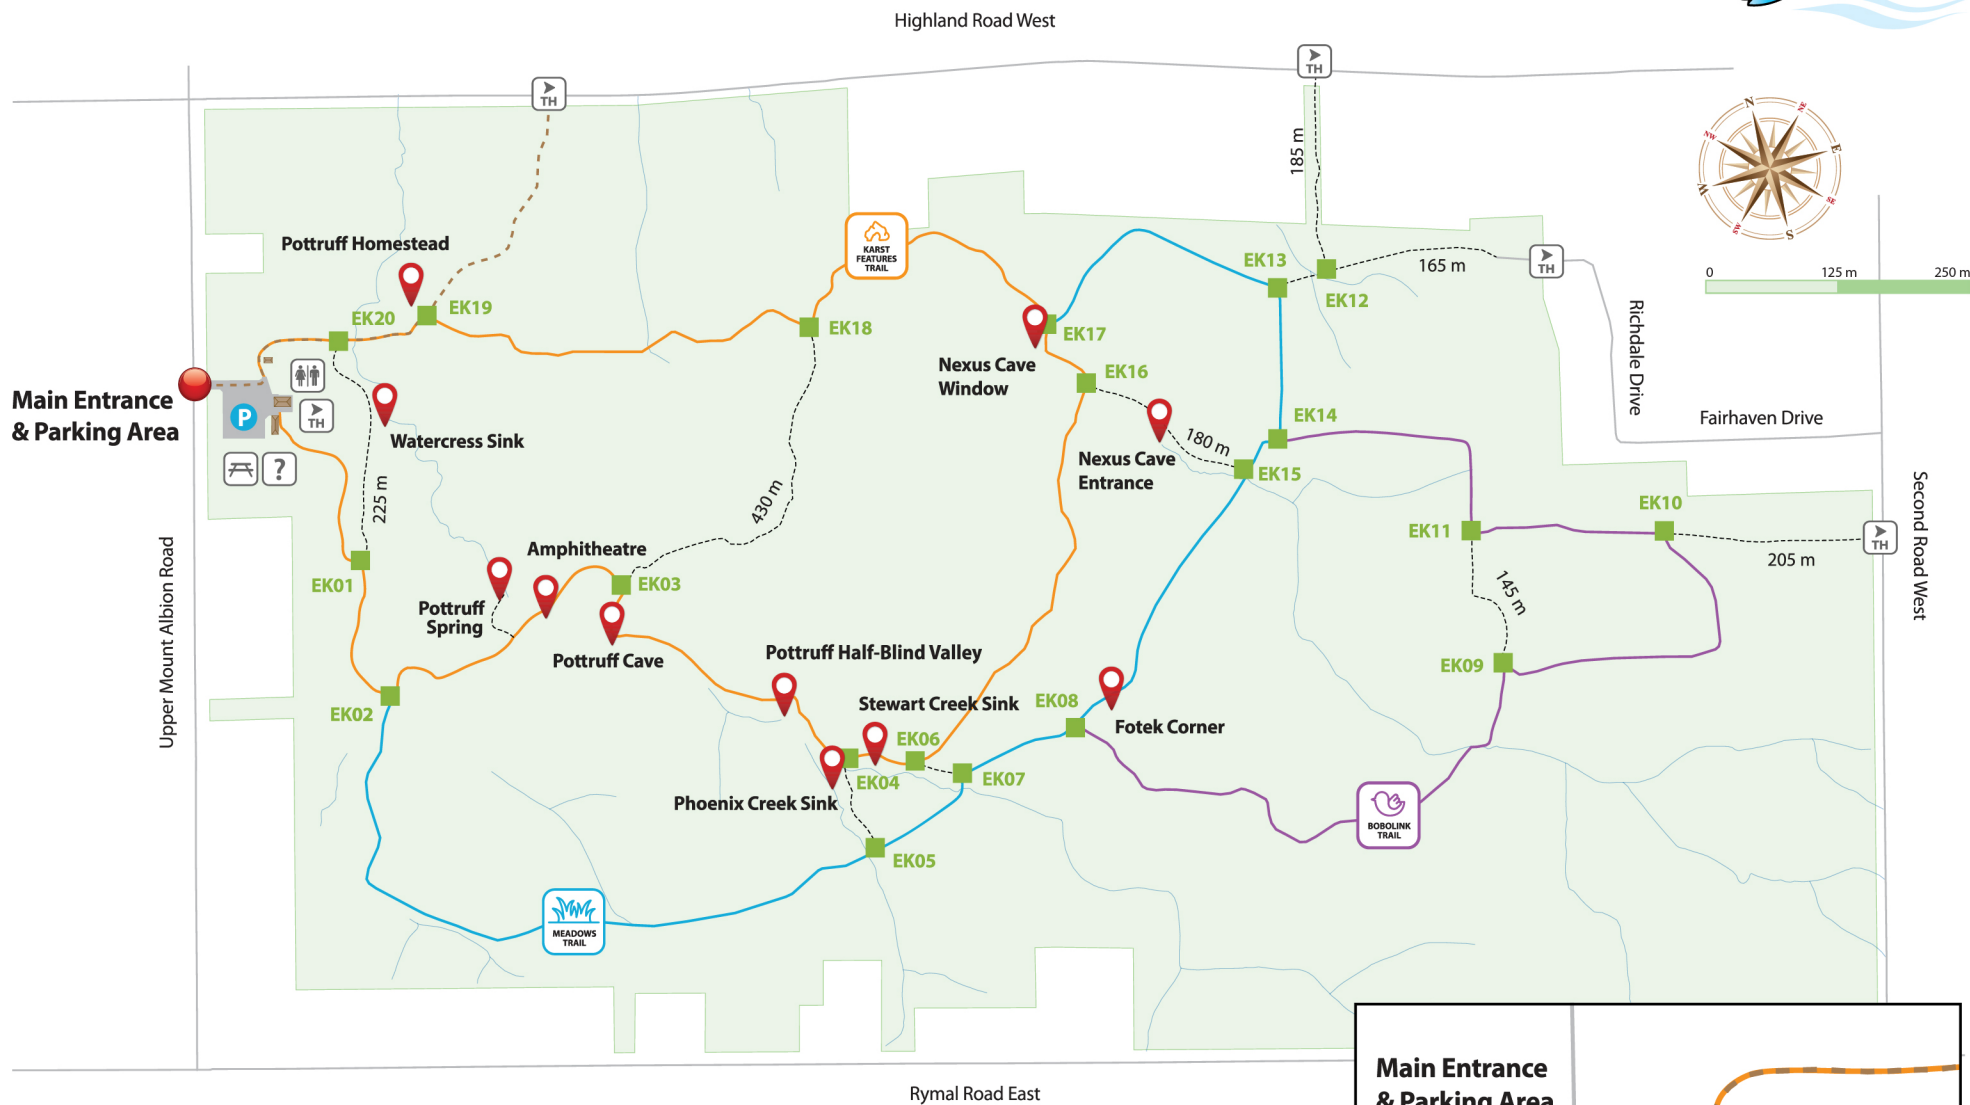 Highland Road West
TH
TH
185 m
N
NE
E
SE
S
SW
W
NW
Pottruff Homestead
KARST
FEATURES
TRAIL
EK13
165 m
TH
EK12
0
125 m
250 m
EK20
EK19
EK18
EK17
Richdale Drive
Nexus Cave
Window
EK16
Main Entrance
& Parking Area
P
TH
EK14
Fairhaven Drive
Watercress Sink
180 m
Nexus Cave
Entrance
EK15
?
225 m
430 m
EK11
EK10
Second Road West
TH
205 m
Upper Mount Albion Road
Amphitheatre
EK01
EK03
145 m
Pottruff
Spring
Pottruff Cave
Pottruff Half-Blind Valley
EK09
EK02
Stewart Creek Sink
EK08
Fotek Corner
EK06
EK04
EK07
Phoenix Creek Sink
BOBOLINK
TRAIL
EK05
MEADOWS
TRAIL
Main Entrance
& Parking Area
Rymal Road East